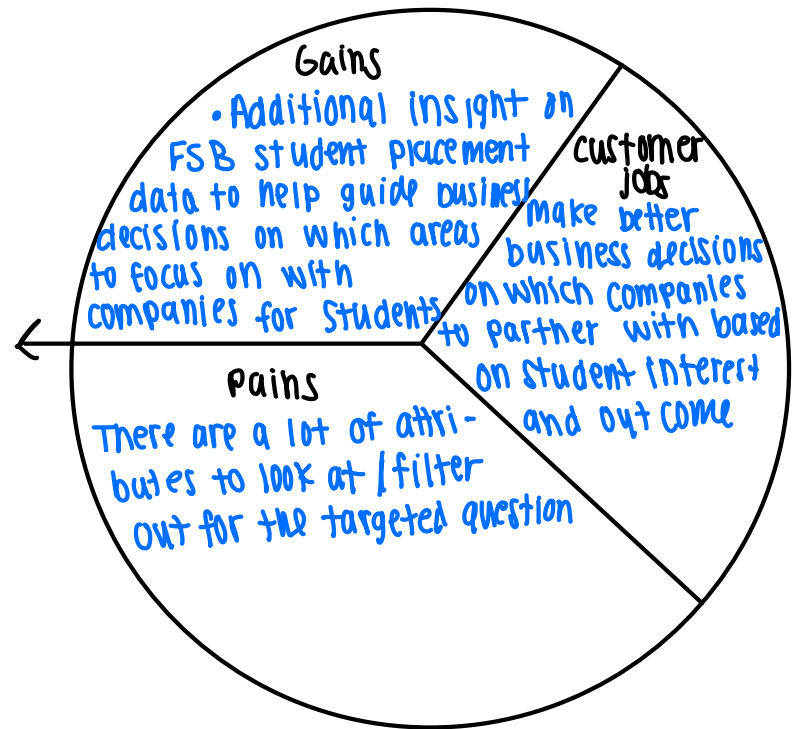 Gains
• Additional insight on
FSB student placement
data to help guide business
decisions on which areas
to focus on with
companies for students
customer
jobs
make better
business decisions
on which companies
to partner with based
on student interest
and outcome
Pains
There are a lot of attri-
butes to look at / filter
out for the targeted question